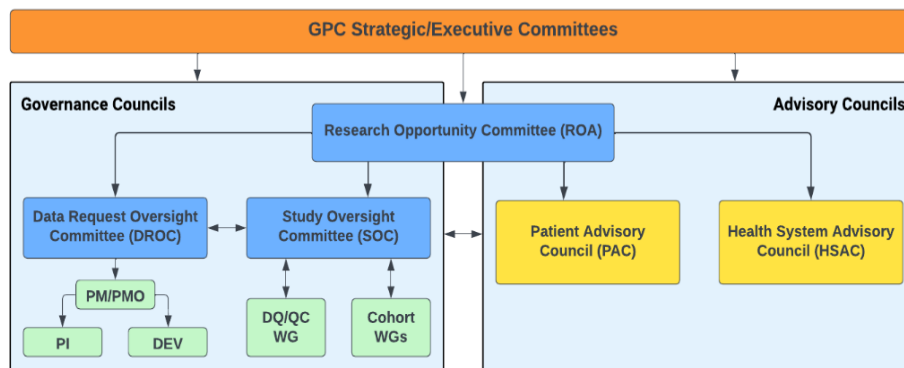 GPC Strategic/Executive Committees
Governance Councils
Advisory Councils
Research Opportunity Committee (ROA)
Data Request Oversight
Committee (DROC)
Study Oversight
Committee (SOC)
Patient Advisory
Council (PAC)
Health System Advisory
Council (HSAC)
PM/PMO
PI
DEV
DQ/QC
WG
Cohort
WGs